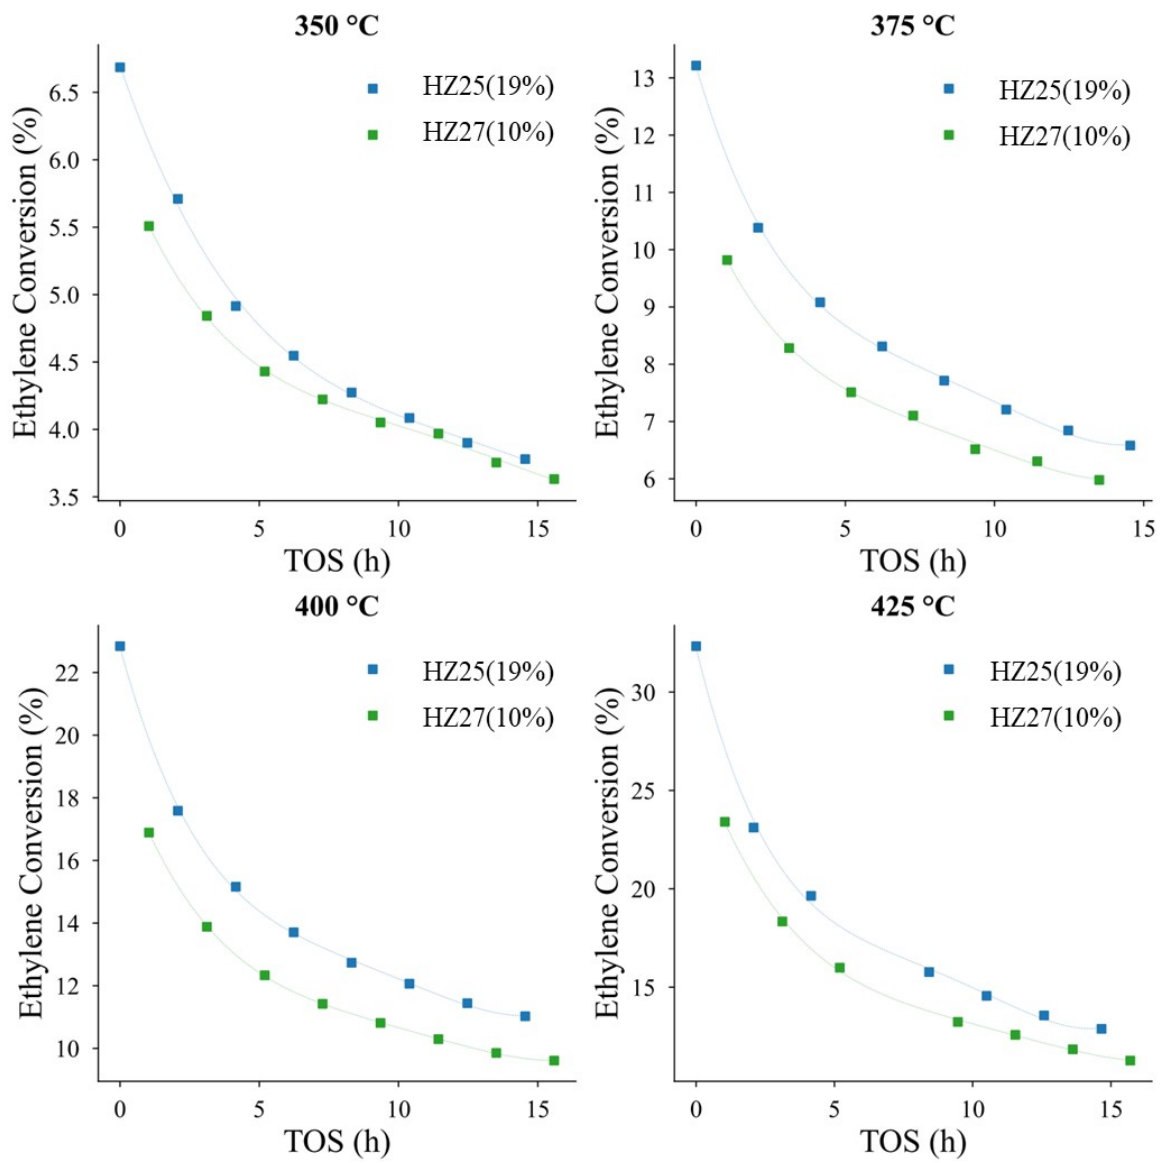 350 °C
Ethylene Conversion (%)
6.5
6.0
5.5
5.0
4.5
4.0
3.5
HZ25(19%)
HZ27(10%)
0 5 10 15
TOS (h)
375 °C
Ethylene Conversion (%)
13
12
11
10
9
8
7
6
HZ25(19%)
HZ27(10%)
0 5 10 15
TOS (h)
400 °C
Ethylene Conversion (%)
22
20
18
16
14
12
10
HZ25(19%)
HZ27(10%)
0 5 10 15
TOS (h)
425 °C
Ethylene Conversion (%)
30
25
20
15
HZ25(19%)
HZ27(10%)
0 5 10 15
TOS (h)